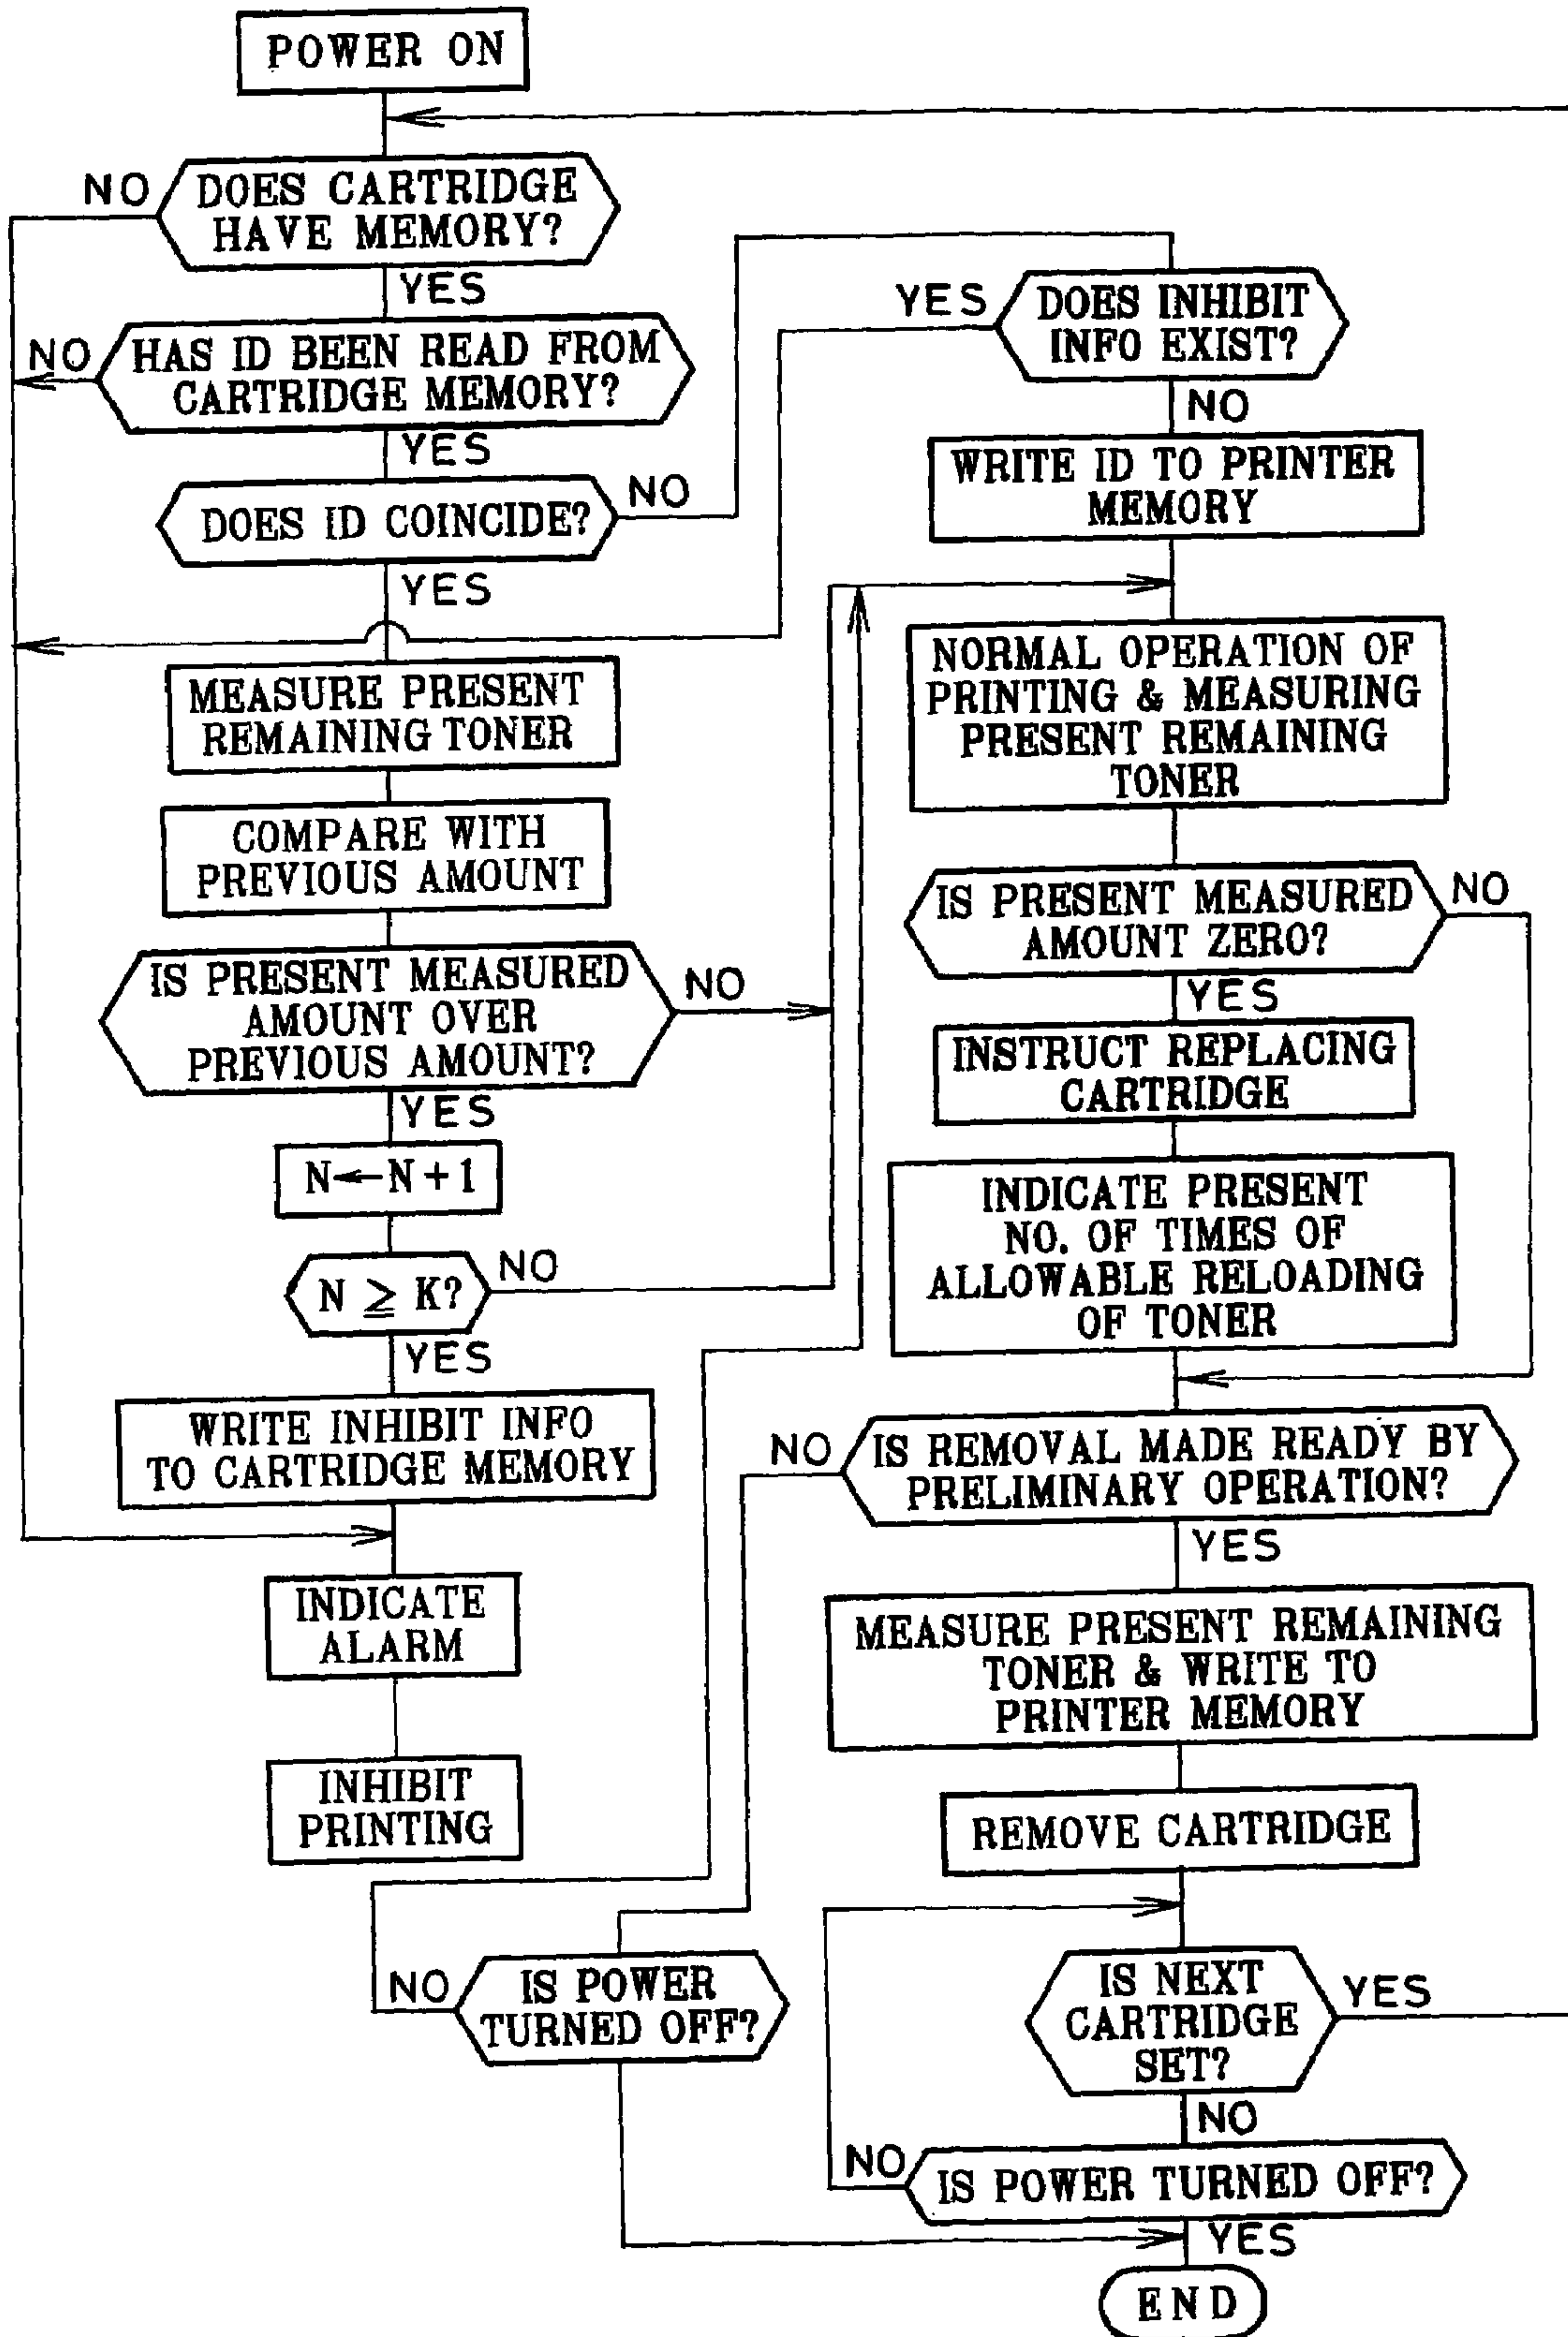 POWER ON
NO
DOES CARTRIDGE
HAVE MEMORY?
YES
NO
HAS ID BEEN READ FROM
CARTRIDGE MEMORY?
YES
DOES ID COINCIDE?
NO
YES
MEASURE PRESENT
REMAINING TONER
COMPARE WITH
PREVIOUS AMOUNT
IS PRESENT MEASURED
AMOUNT OVER
PREVIOUS AMOUNT?
NO
YES
N←N+1
N ≧ K?
NO
YES
WRITE INHIBIT INFO
TO CARTRIDGE MEMORY
INDICATE
ALARM
INHIBIT
PRINTING
YES
DOES INHIBIT
INFO EXIST?
NO
WRITE ID TO PRINTER
MEMORY
NORMAL OPERATION OF
PRINTING & MEASURING
PRESENT REMAINING
TONER
IS PRESENT MEASURED
AMOUNT ZERO?
NO
YES
INSTRUCT REPLACING
CARTRIDGE
INDICATE PRESENT
NO. OF TIMES OF
ALLOWABLE RELOADING
OF TONER
NO
IS REMOVAL MADE READY BY
PRELIMINARY OPERATION?
YES
MEASURE PRESENT REMAINING
TONER & WRITE TO
PRINTER MEMORY
REMOVE CARTRIDGE
NO
IS POWER
TURNED OFF?
IS NEXT
CARTRIDGE
SET?
YES
NO
NO
IS POWER TURNED OFF?
YES
END